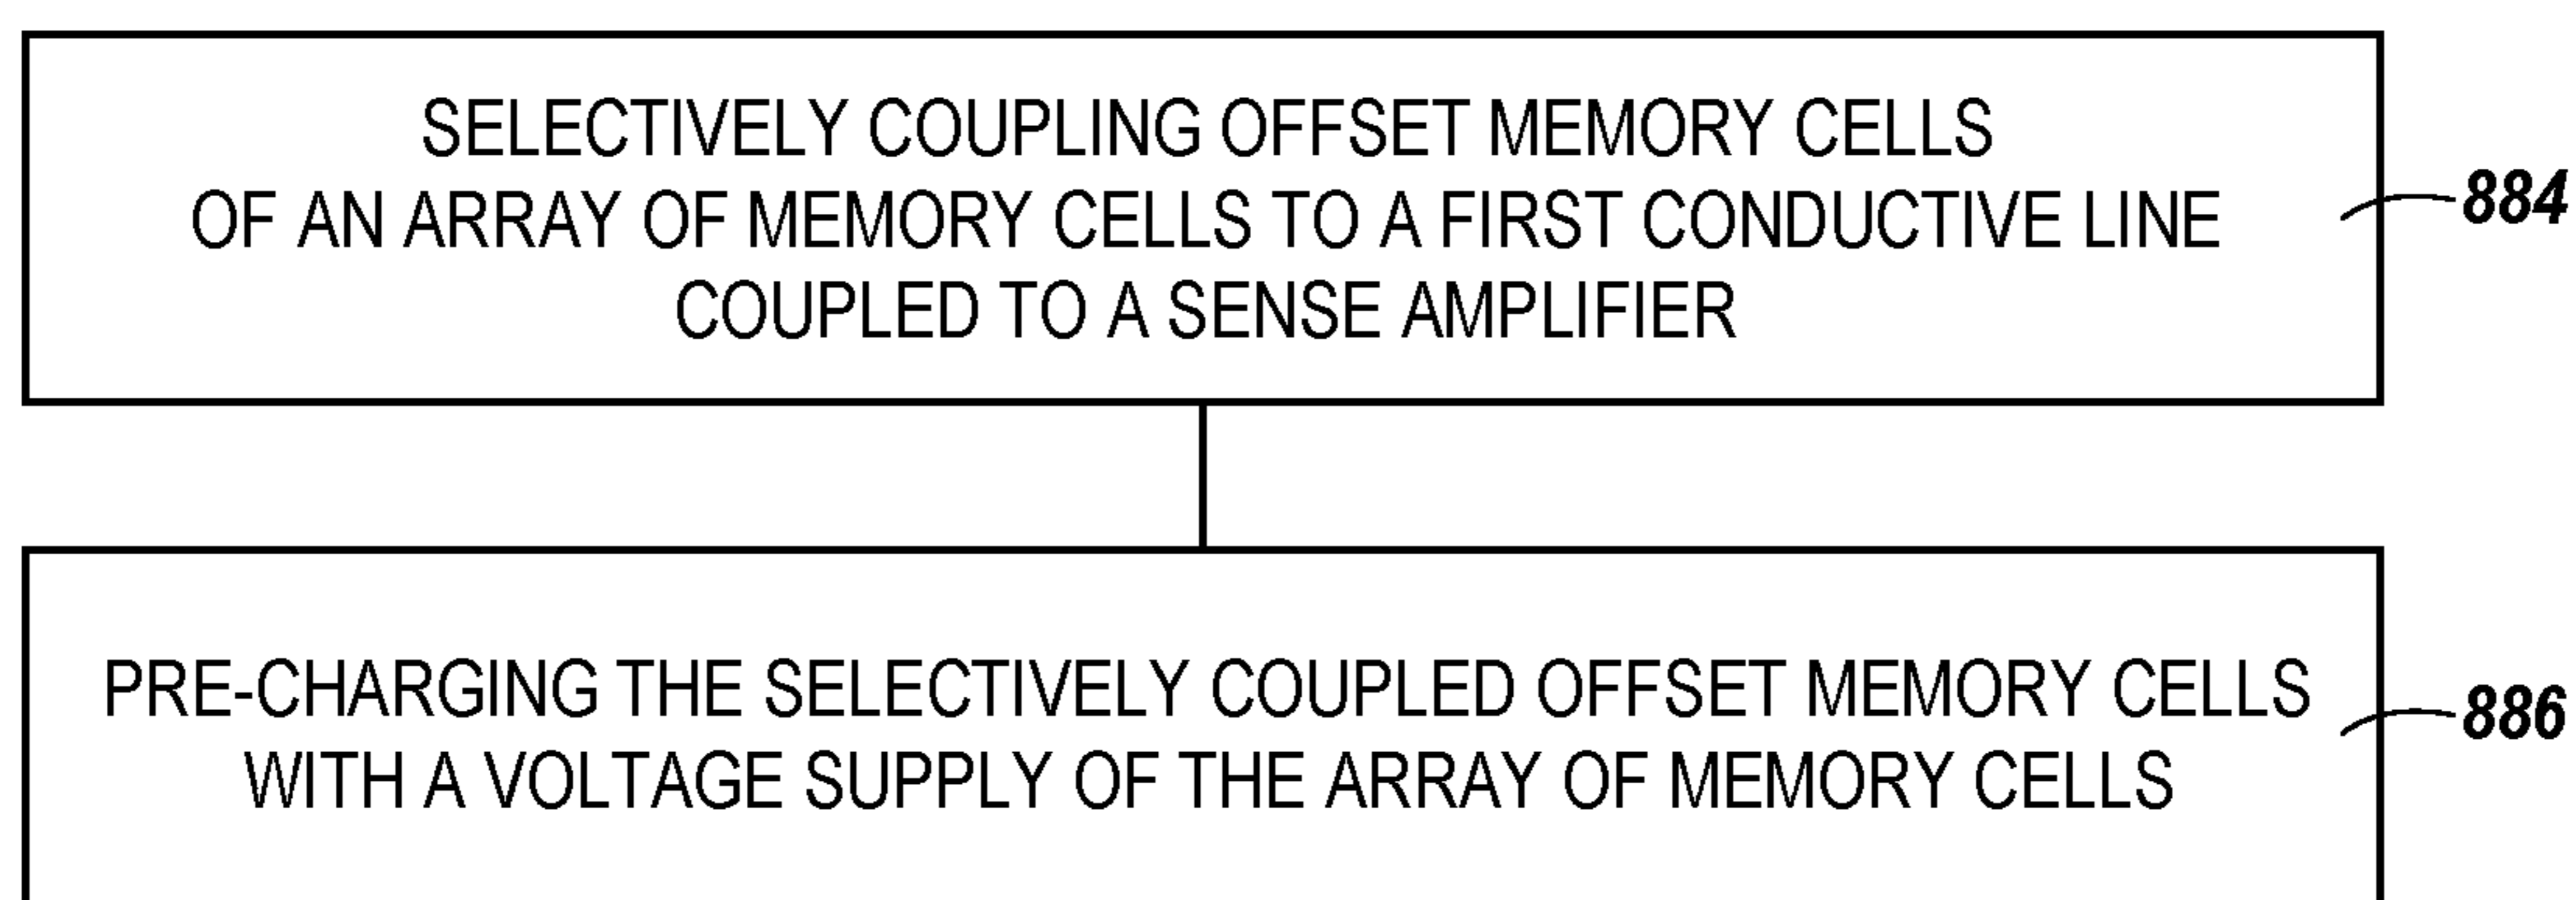 SELECTIVELY COUPLING OFFSET MEMORY CELLS
OF AN ARRAY OF MEMORY CELLS TO A FIRST CONDUCTIVE LINE
COUPLED TO A SENSE AMPLIFIER
884
PRE-CHARGING THE SELECTIVELY COUPLED OFFSET MEMORY CELLS
WITH A VOLTAGE SUPPLY OF THE ARRAY OF MEMORY CELLS
886